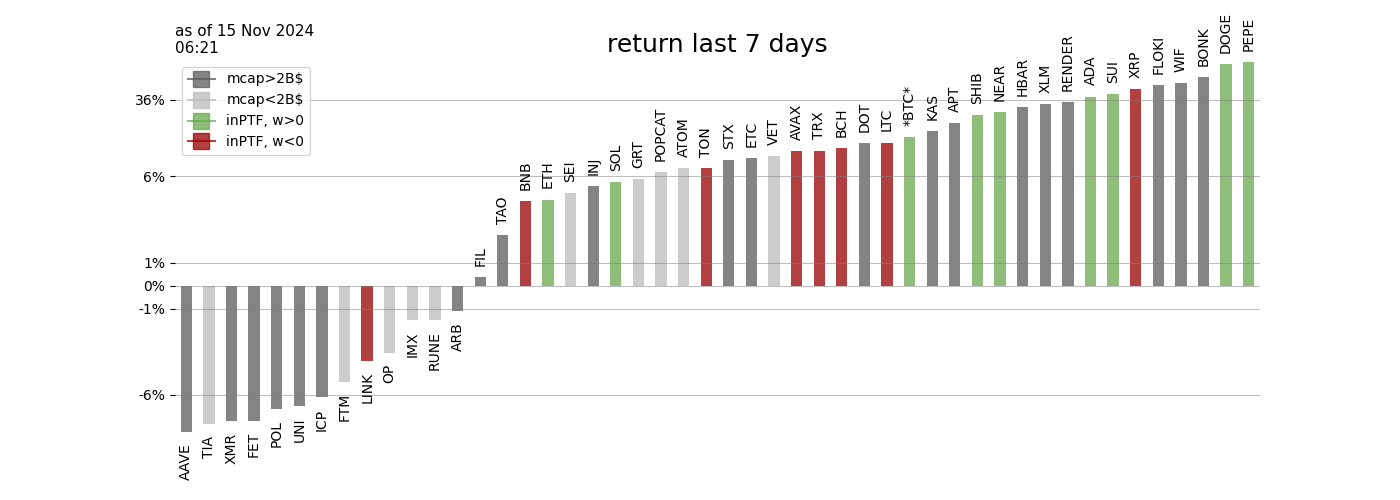 as of 15 Nov 2024
06:21
return last 7 days
mcap>2B$
mcap<2B$
inPTF, w>0
inPTF, w<0
36%
6%
1%
0%
-1%
-6%
AAVE
TIA
XMR
FET
POL
UNI
ICP
FTM
LINK
OP
IMX
RUNE
ARB
FIL
TAO
BNB
ETH
SEI
INJ
SOL
GRT
POPCAT
ATOM
TON
STX
ETC
VET
AVAX
TRX
BCH
DOT
LTC
*BTC*
KAS
APT
SHIB
NEAR
HBAR
XLM
RENDER
ADA
SUI
XRP
FLOKI
WIF
BONK
DOGE
PEPE